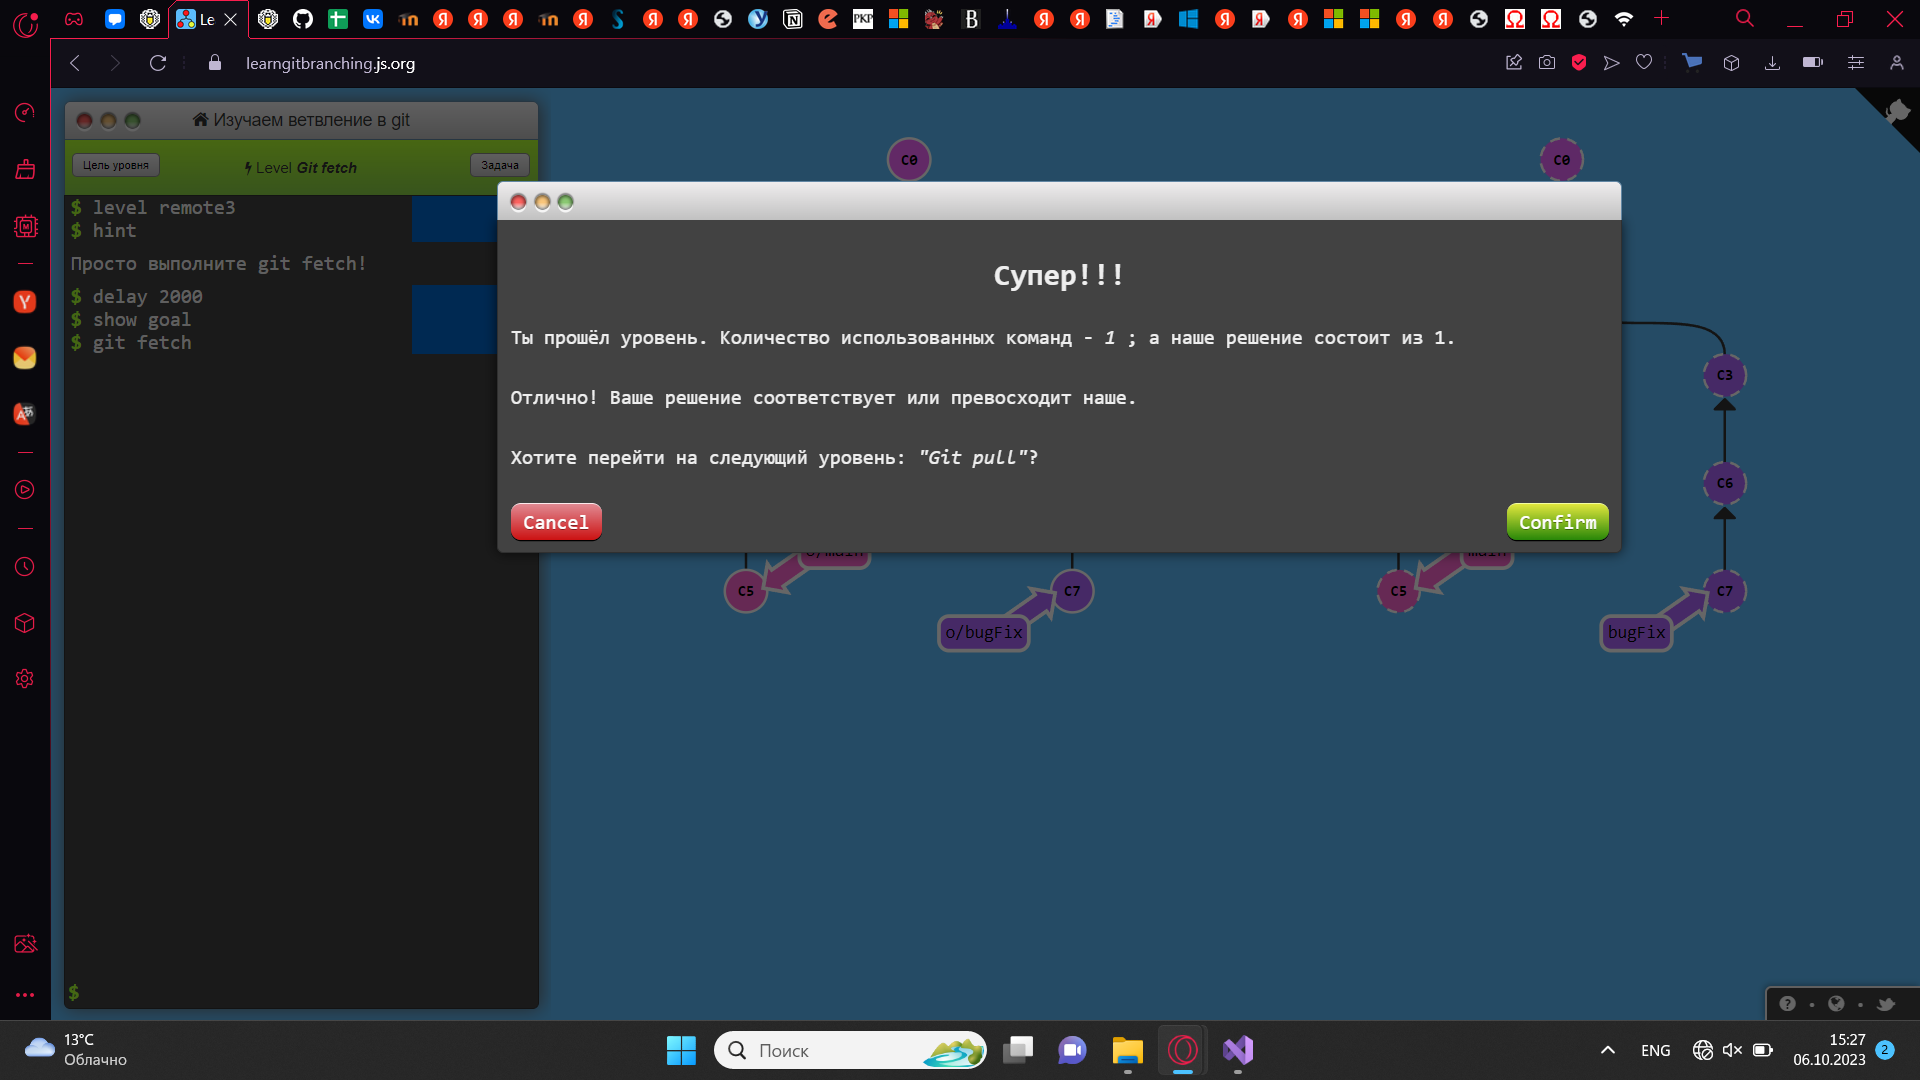 Le
learngitbranching.js.org
Изучаем ветвление в git
Цель уровня
Level Git fetch
Задача
$ level remote3
$ hint
Просто выполните git fetch!
$ delay 2000
$ show goal
$ git fetch
$
C0
C0
Супер!!!
Ты прошёл уровень. Количество использованных команд - 1 ; а наше решение состоит из 1.
Отлично! Ваше решение соответствует или превосходит наше.
Хотите перейти на следующий уровень: "Git pull"?
Cancel
Confirm
C3
C6
o/main
main
C5
C7
C5
C7
o/bugFix
bugFix
13°C
Облачно
Поиск
ENG
15:27
06.10.2023
2